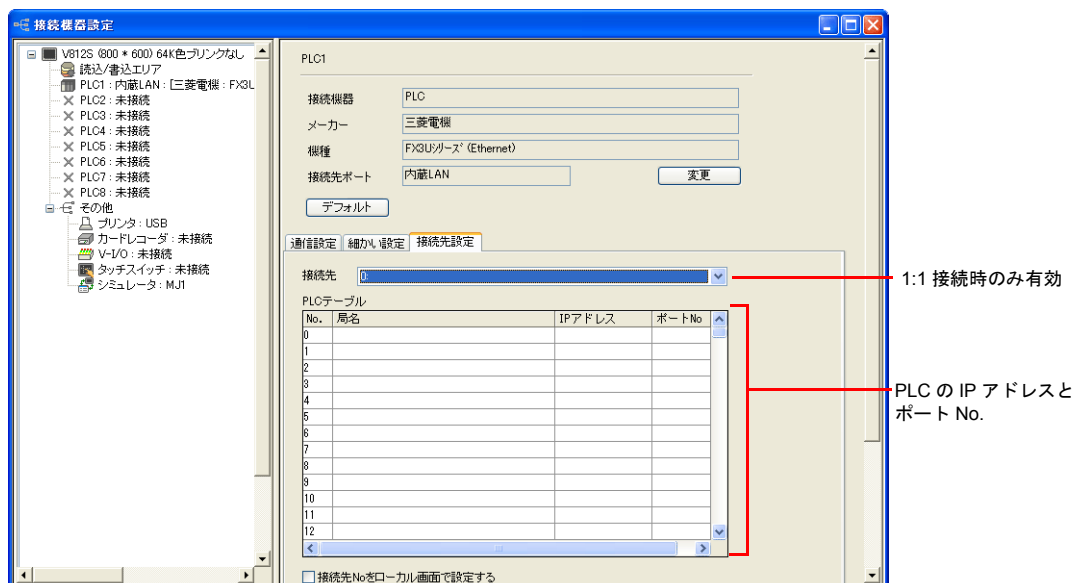 接続機器設定
V812S (800 * 600) 64K色ブリンクなし
読込/書込エリア
PLC1 : 内蔵LAN : [三菱電機 : FX3U
PLC2 : 未接続
PLC3 : 未接続
PLC4 : 未接続
PLC5 : 未接続
PLC6 : 未接続
PLC7 : 未接続
PLC8 : 未接続
その他
プリンタ : USB
カードレコーダ : 未接続
V-I/O : 未接続
タッチスイッチ : 未接続
シミュレータ : MJ1
PLC1
接続機器 PLC
メーカー 三菱電機
機種 FX3Uｼﾘｰｽﾞ (Ethernet)
接続先ポート 内蔵LAN 変更
デフォルト
通信設定 細かい設定 接続先設定
接続先 0:
1:1 接続時のみ有効
PLCテーブル
No. 局名 IPアドレス ポートNo
0
1
2
3
4
5
6
7
8
9
10
11
12
PLC の IP アドレスと
ポート No.
接続先Noをローカル画面で設定する